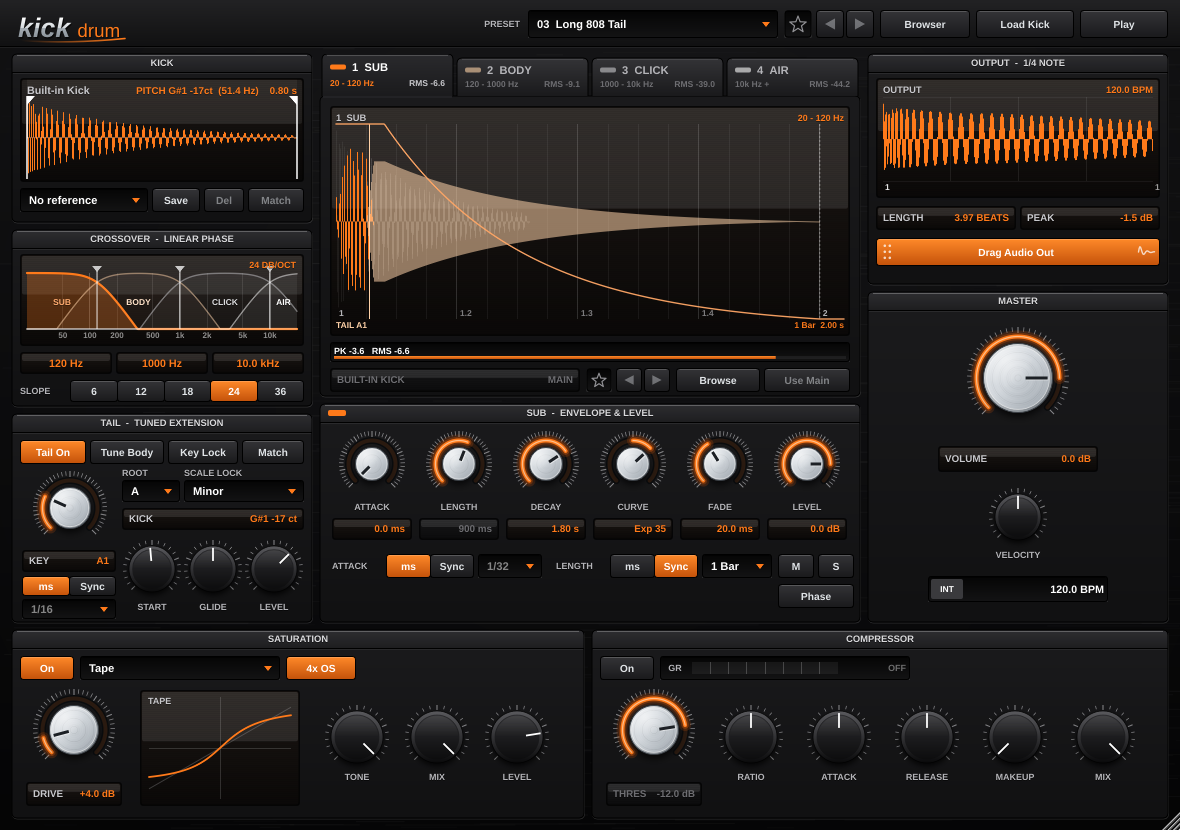 kick drum
PRESET 03 Long 808 Tail Browser Load Kick Play
KICK
Built-in Kick PITCH G#1 -17ct (51.4 Hz) 0.80 s
No reference Save Del Match
CROSSOVER - LINEAR PHASE
24 DB/OCT
SUB BODY CLICK AIR
50 100 200 500 1k 2k 5k 10k
120 Hz 1000 Hz 10.0 kHz
SLOPE 6 12 18 24 36
TAIL - TUNED EXTENSION
Tail On Tune Body Key Lock Match
ROOT SCALE LOCK
A Minor
KICK G#1 -17 ct
KEY A1
ms Sync
1/16
START GLIDE LEVEL
1 SUB
20 - 120 Hz RMS -6.6
2 BODY
120 - 1000 Hz RMS -9.1
3 CLICK
1000 - 10k Hz RMS -39.0
4 AIR
10k Hz + RMS -44.2
1 SUB 20 - 120 Hz
1 1.2 1.3 1.4 2
TAIL A1 1 Bar 2.00 s
PK -3.6 RMS -6.6
BUILT-IN KICK MAIN Browse Use Main
SUB - ENVELOPE & LEVEL
ATTACK LENGTH DECAY CURVE FADE LEVEL
0.0 ms 900 ms 1.80 s Exp 35 20.0 ms 0.0 dB
ATTACK ms Sync 1/32 LENGTH ms Sync 1 Bar M S
Phase
OUTPUT - 1/4 NOTE
OUTPUT 120.0 BPM
1 1
LENGTH 3.97 BEATS PEAK -1.5 dB
Drag Audio Out
MASTER
VOLUME 0.0 dB
VELOCITY
INT 120.0 BPM
SATURATION
On Tape 4x OS
TAPE
DRIVE +4.0 dB
TONE MIX LEVEL
COMPRESSOR
On GR OFF
THRES -12.0 dB
RATIO ATTACK RELEASE MAKEUP MIX